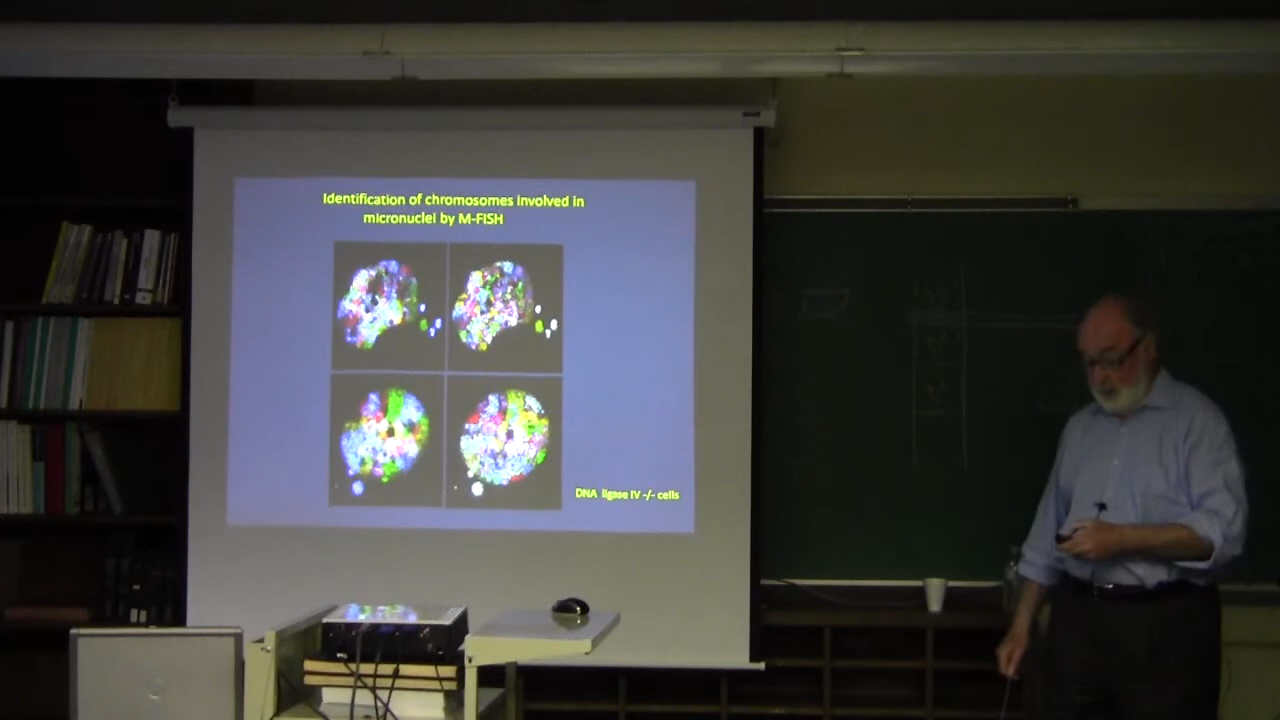 Identification of chromosomes involved in
micronuclei by M-FISH
DNA ligase IV -/- cells